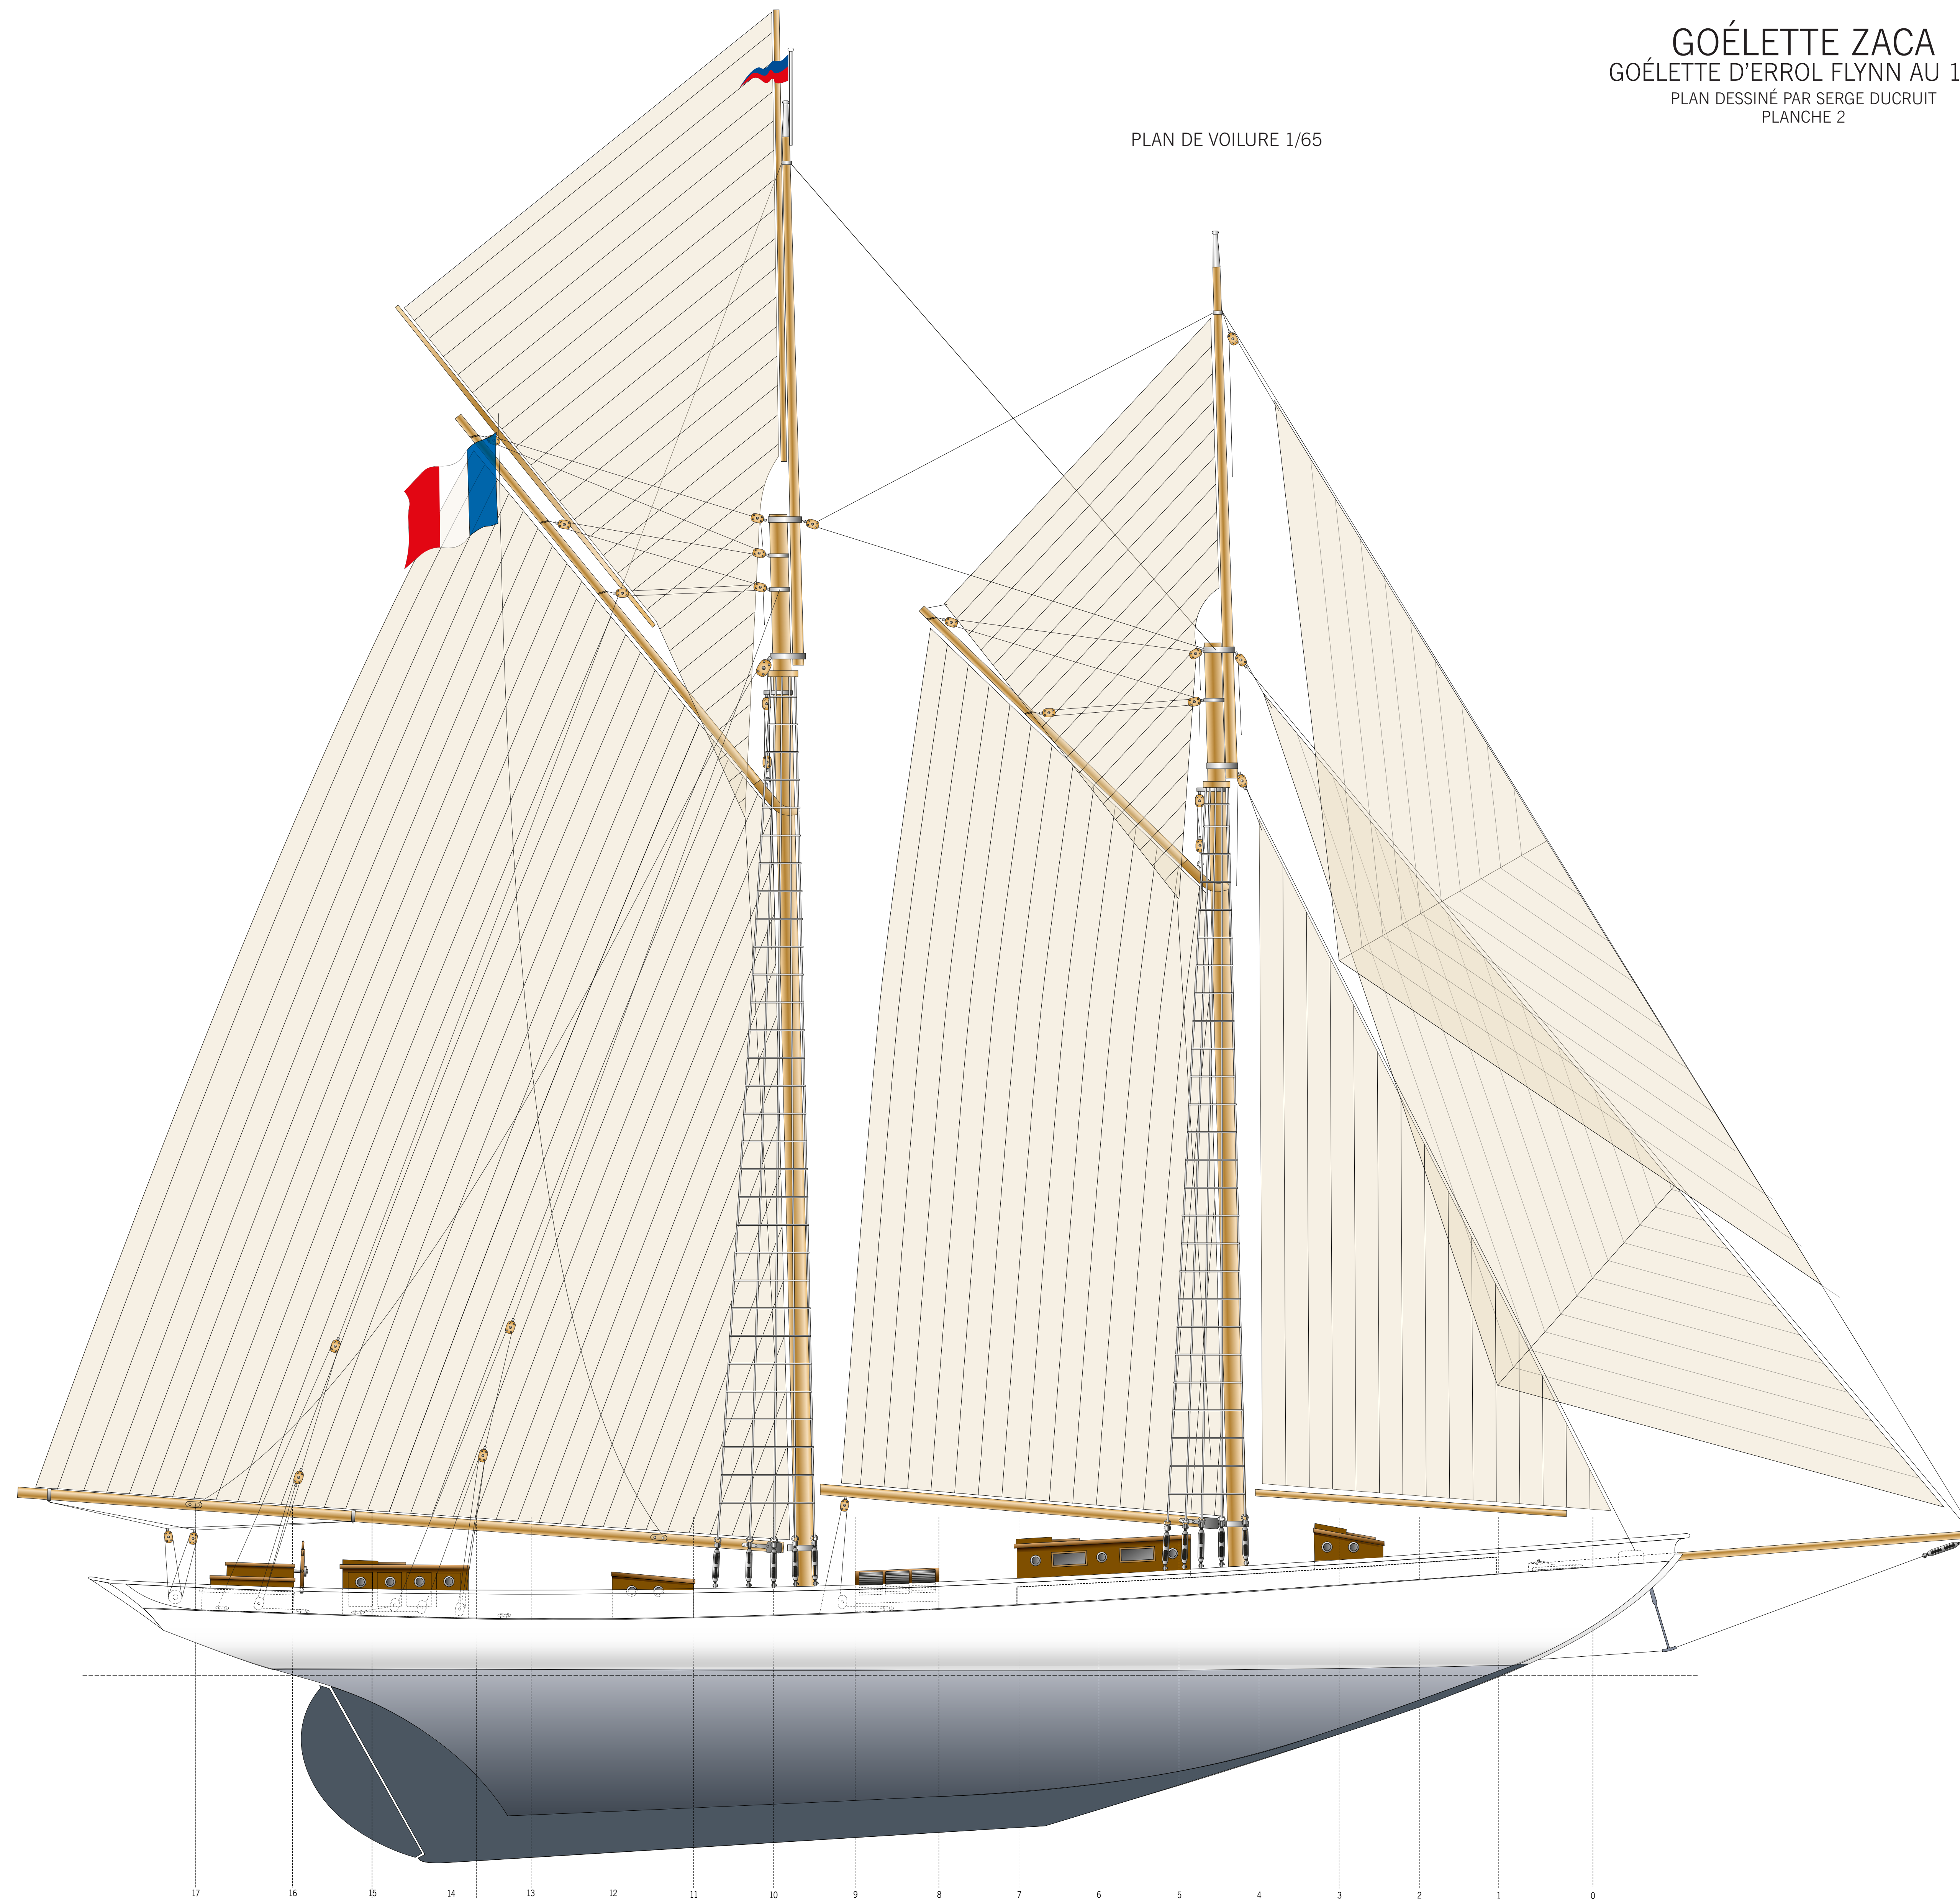 GOÉLETTE ZACA
GOÉLETTE D'ERROL FLYNN AU 1
PLAN DESSINÉ PAR SERGE DUCRUIT
PLANCHE 2
PLAN DE VOILURE 1/65
17 16 15 14 13 12 11 10 9 8 7 6 5 4 3 2 1 0